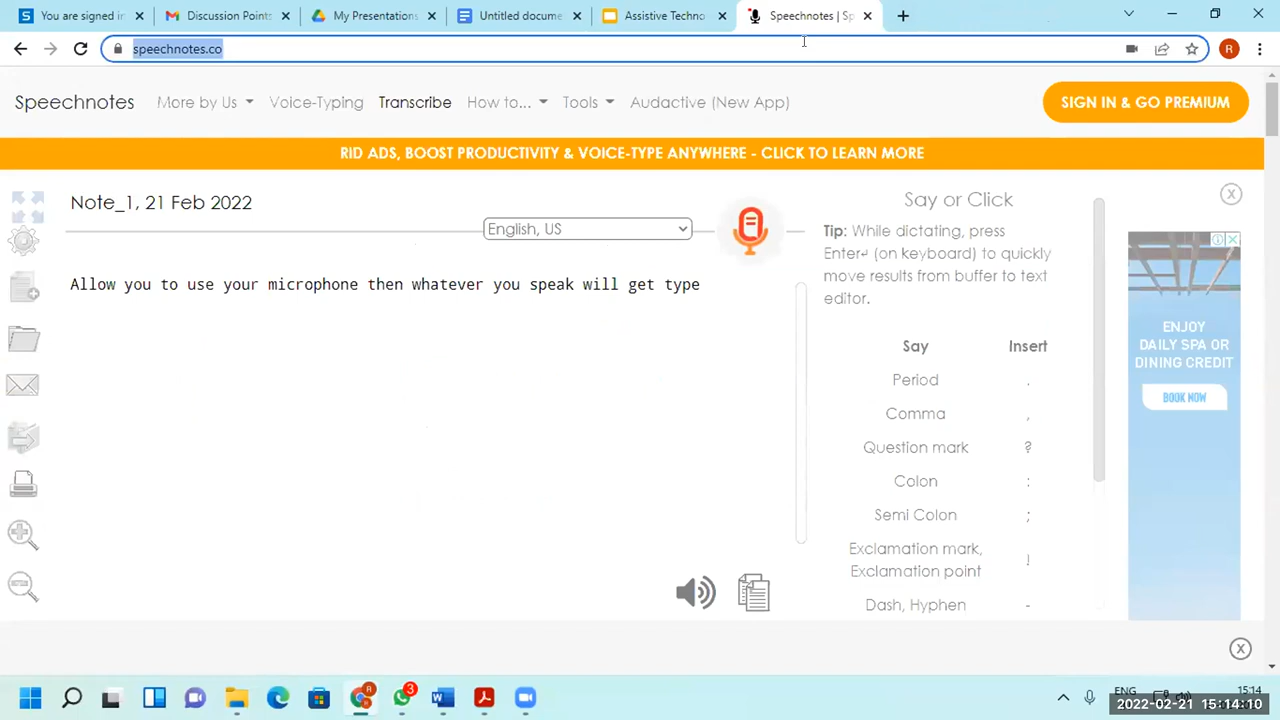 You are signed in
Discussion Points
My Presentations
Untitled docume
Assistive Techno
Speechnotes | Sp
speechnotes.co
R
Speechnotes
More by Us
Voice-Typing
Transcribe
How to...
Tools
Audactive (New App)
SIGN IN & GO PREMIUM
RID ADS, BOOST PRODUCTIVITY & VOICE-TYPE ANYWHERE - CLICK TO LEARN MORE
Note_1, 21 Feb 2022
English, US
Allow you to use your microphone then whatever you speak will get type
Say or Click
Tip: While dictating, press
Enter↵ (on keyboard) to quickly
move results from buffer to text
editor.
Say Insert
Period .
Comma ,
Question mark ?
Colon :
Semi Colon ;
Exclamation mark,
Exclamation point !
Dash, Hyphen -
ENJOY
DAILY SPA OR
DINING CREDIT
BOOK NOW
R
3
ENG
15:14
2022-02-21 15:14:10